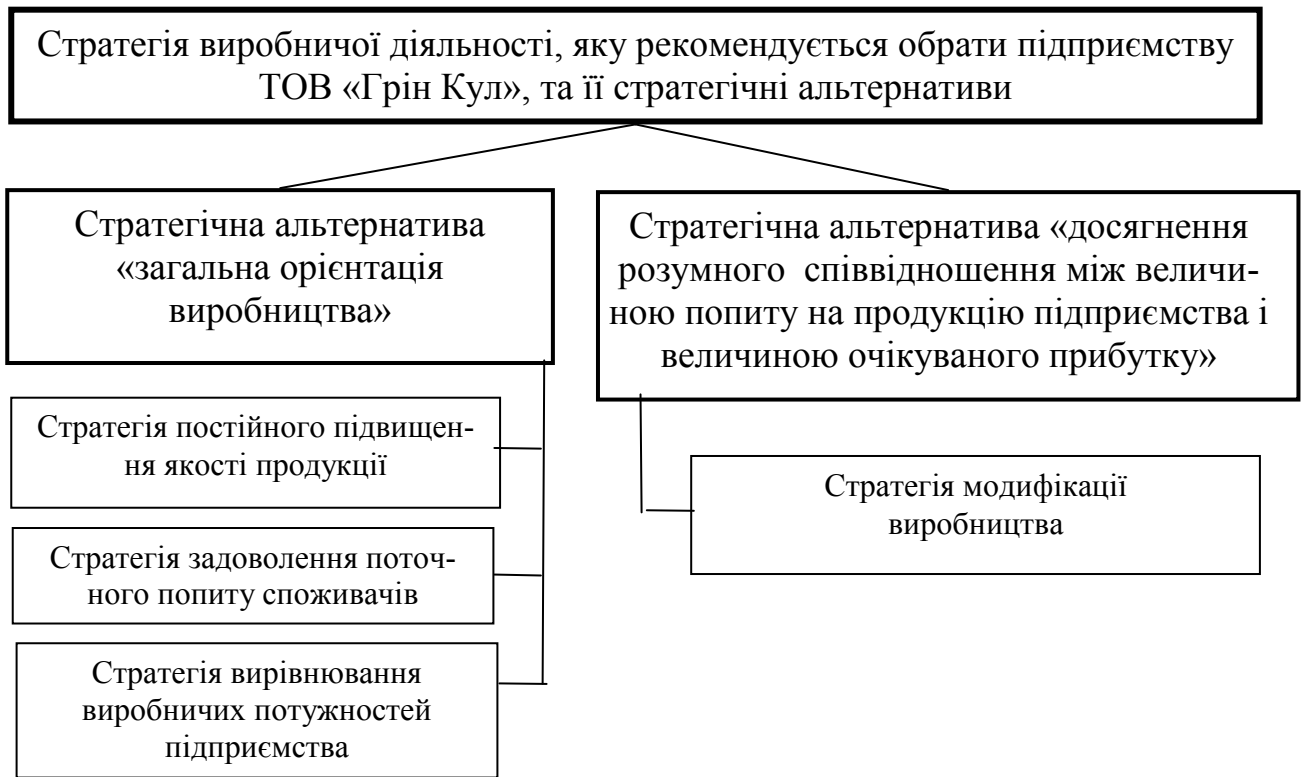 Стратегія виробничої діяльності, яку рекомендується обрати підприємству
ТОВ «Грін Кул», та її стратегічні альтернативи
Стратегічна альтернатива
«загальна орієнтація
виробництва»
Стратегія постійного підвищен-
ня якості продукції
Стратегія задоволення поточ-
ного попиту споживачів
Стратегія вирівнювання
виробничих потужностей
підприємства
Стратегічна альтернатива «досягнення
розумного співвідношення між величи-
ною попиту на продукцію підприємства і
величиною очікуваного прибутку»
Стратегія модифікації
виробництва